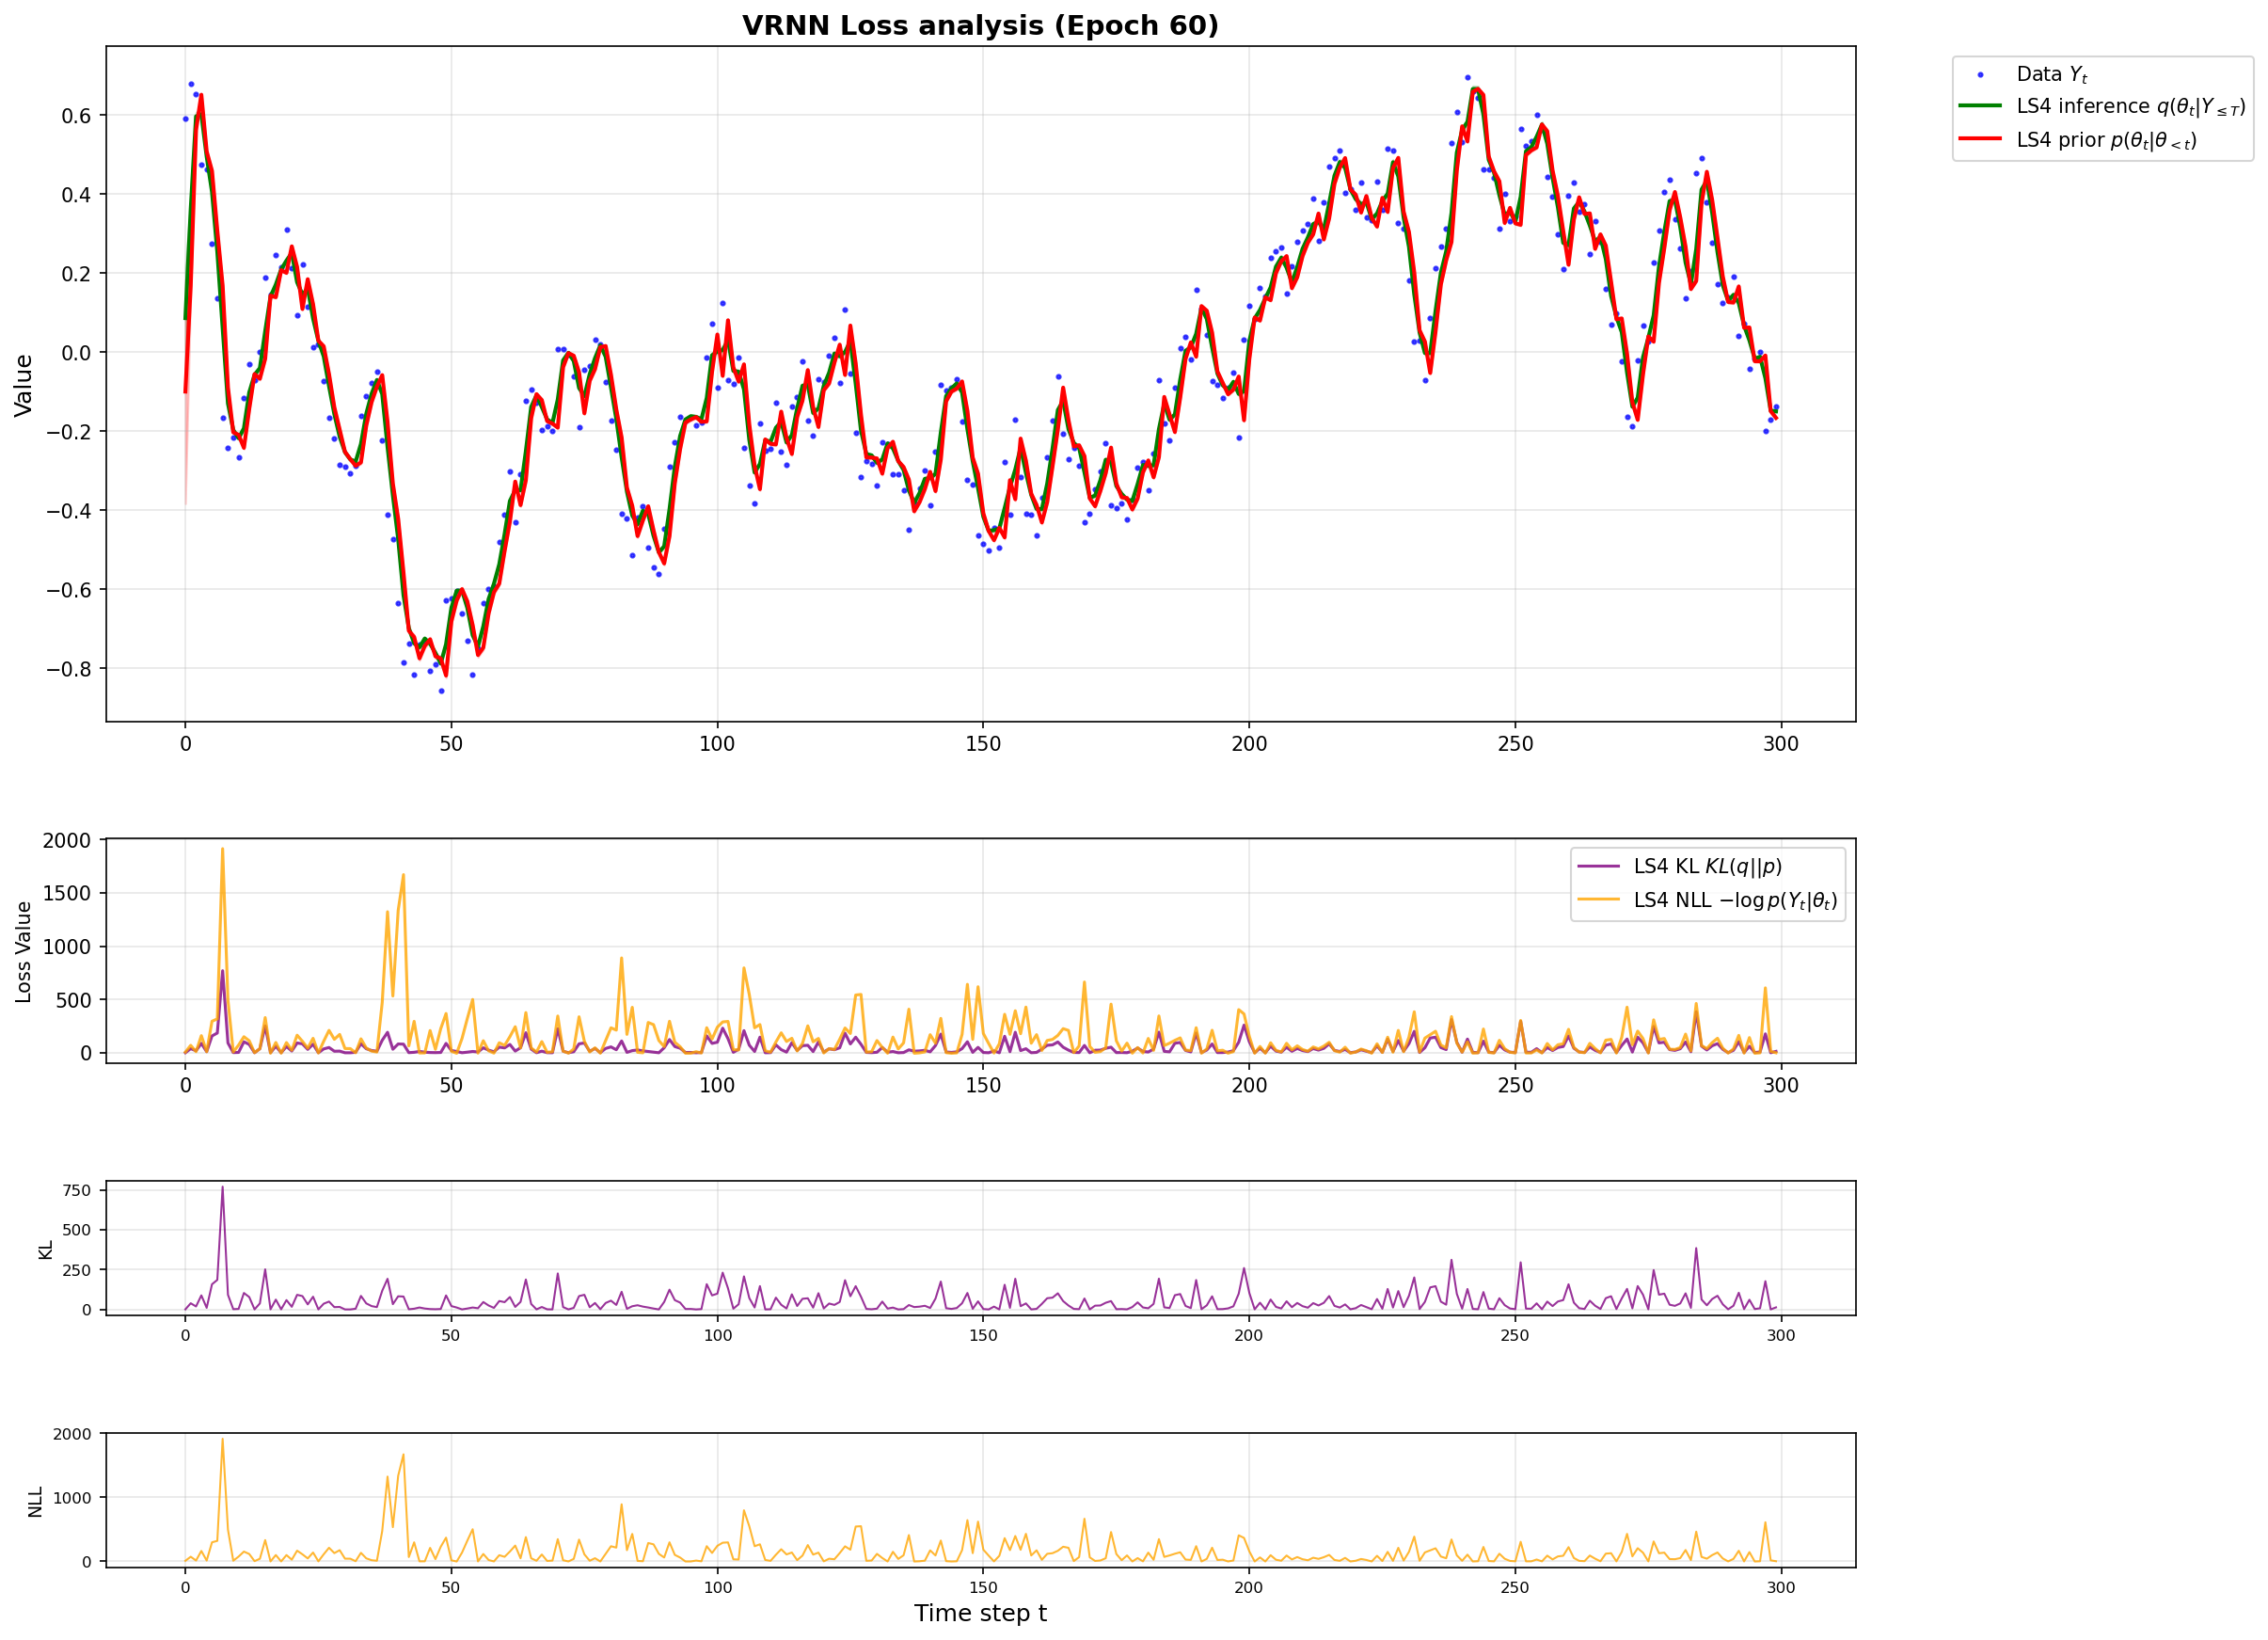 VRNN Loss analysis (Epoch 60)
Data Y_t
LS4 inference q(θ_t|Y_{≤T})
LS4 prior p(θ_t|θ_{<t})
Value
0.6
0.4
0.2
0.0
−0.2
−0.4
−0.6
−0.8
0 50 100 150 200 250 300
Loss Value
2000
1500
1000
500
0
LS4 KL KL(q||p)
LS4 NLL −log p(Y_t|θ_t)
0 50 100 150 200 250 300
KL
750
500
250
0
0 50 100 150 200 250 300
NLL
2000
1000
0
0 50 100 150 200 250 300
Time step t